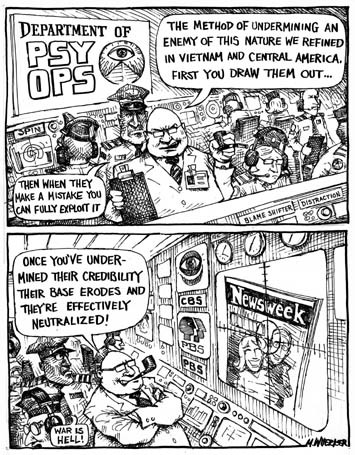 DEPARTMENT OF
PSY
OPS
THE METHOD OF UNDERMINING AN
ENEMY OF THIS NATURE WE REFINED
IN VIETNAM AND CENTRAL AMERICA.
FIRST YOU DRAW THEM OUT...
SPIN
THEN WHEN THEY
MAKE A MISTAKE YOU
CAN FULLY EXPLOIT IT
BLAME SHIFTER
DISTRACTION
ONCE YOU'VE UNDER-
MINED THEIR CREDIBILITY
THEIR BASE ERODES AND
THEY'RE EFFECTIVELY
NEUTRALIZED!
CBS
PBS
PBS
Newsweek
WAR IS
HELL!
M.WUERKER